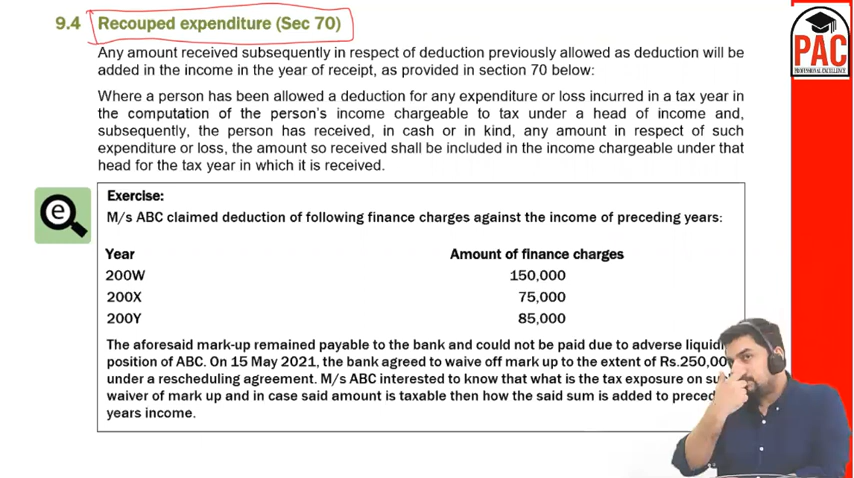 9.4 Recouped expenditure (Sec 70)
PAC
PROFESSIONAL EXCELLENCE
Any amount received subsequently in respect of deduction previously allowed as deduction will be
added in the income in the year of receipt, as provided in section 70 below:
Where a person has been allowed a deduction for any expenditure or loss incurred in a tax year in
the computation of the person's income chargeable to tax under a head of income and,
subsequently, the person has received, in cash or in kind, any amount in respect of such
expenditure or loss, the amount so received shall be included in the income chargeable under that
head for the tax year in which it is received.
e
Exercise:
M/s ABC claimed deduction of following finance charges against the income of preceding years:
Year Amount of finance charges
200W 150,000
200X 75,000
200Y 85,000
The aforesaid mark-up remained payable to the bank and could not be paid due to adverse
position of ABC. On 15 May 2021, the bank agreed to waive off mark up to the extent of
under a rescheduling agreement. M/s ABC interested to know that what is the tax exposure on
waiver of mark up and in case said amount is taxable then how the said sum is added to
years income.